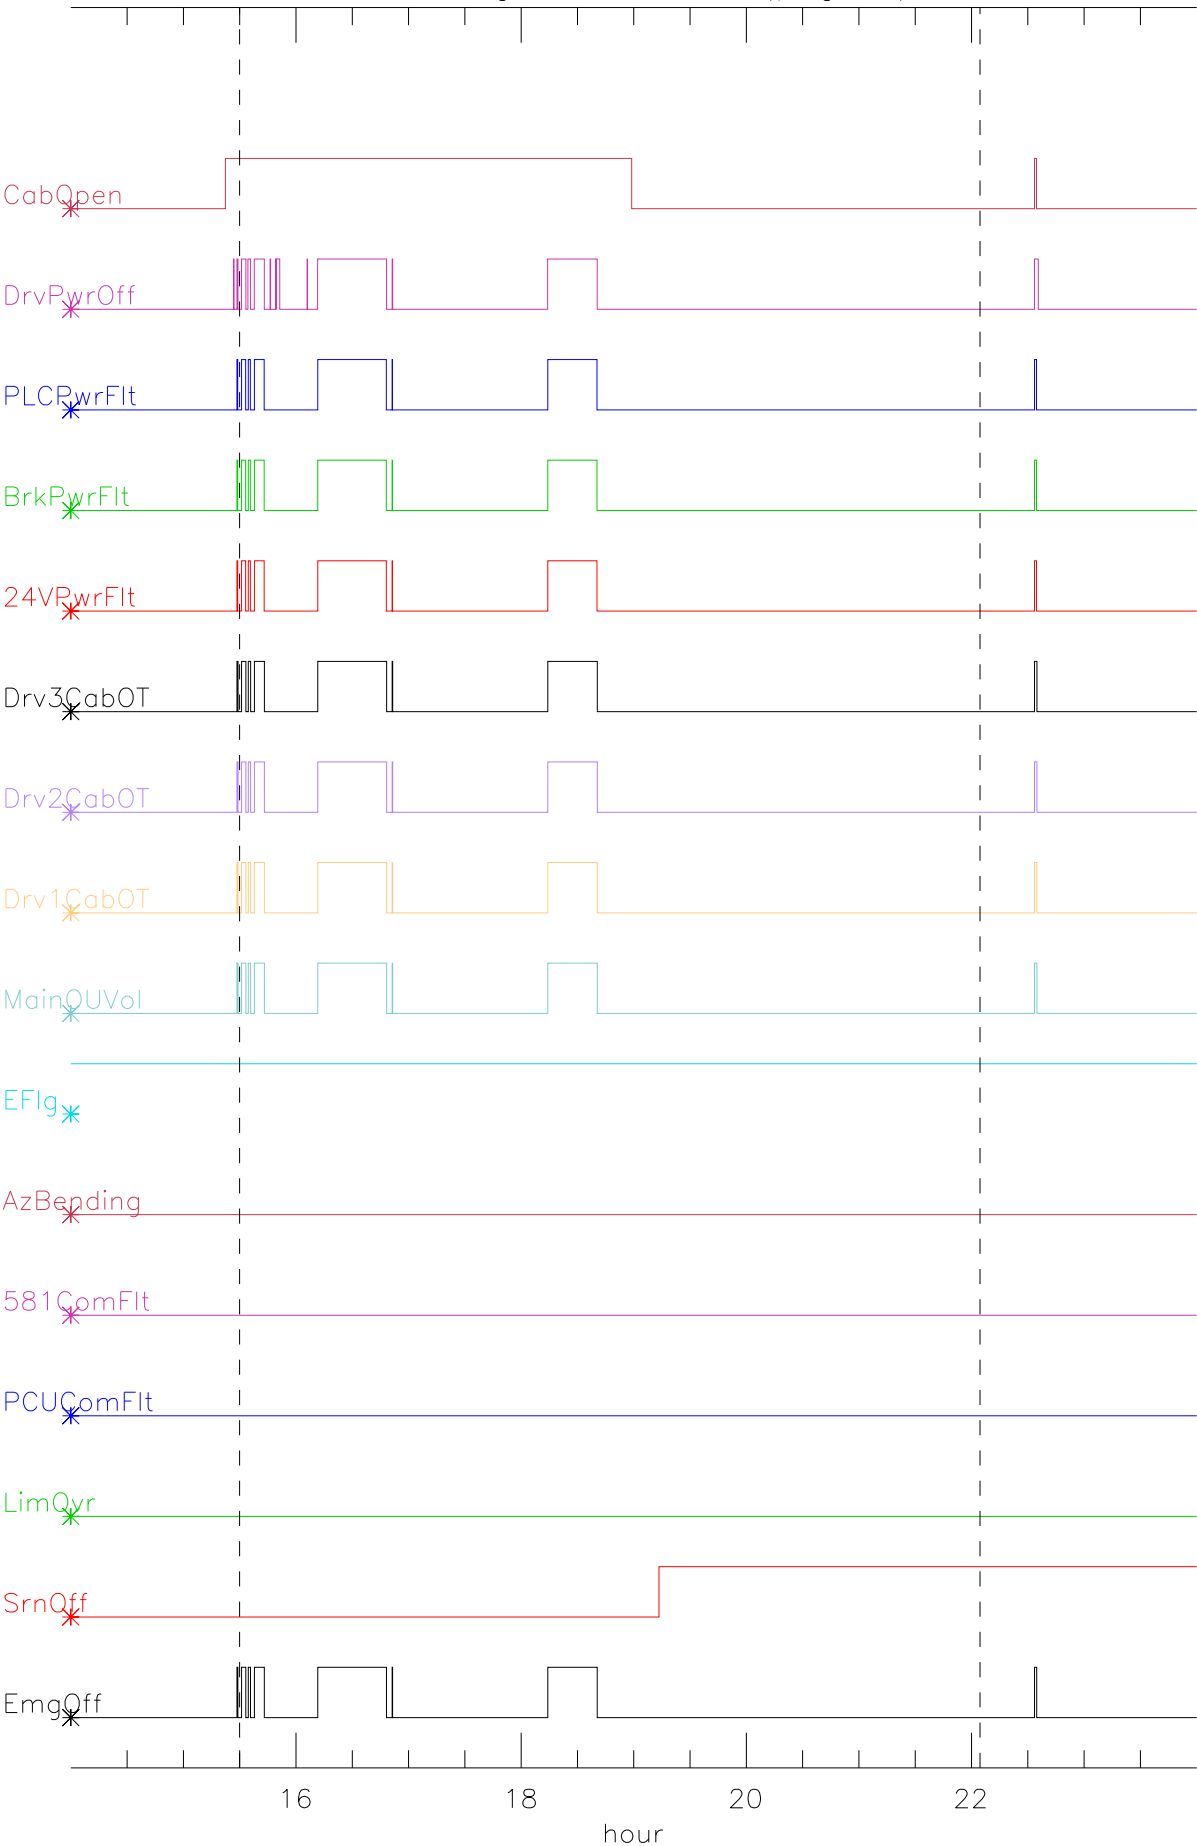 CabOpen
DrvPwrOff
PLCPwrFlt
BrkPwrFlt
24VPwrFlt
Drv3CabOT
Drv2CabOT
Drv1CabOT
MainOUVol
EFlg
AzBending
581ComFlt
PCUComFlt
LimOvr
SrnOff
EmgOff
16 18 20 22
hour